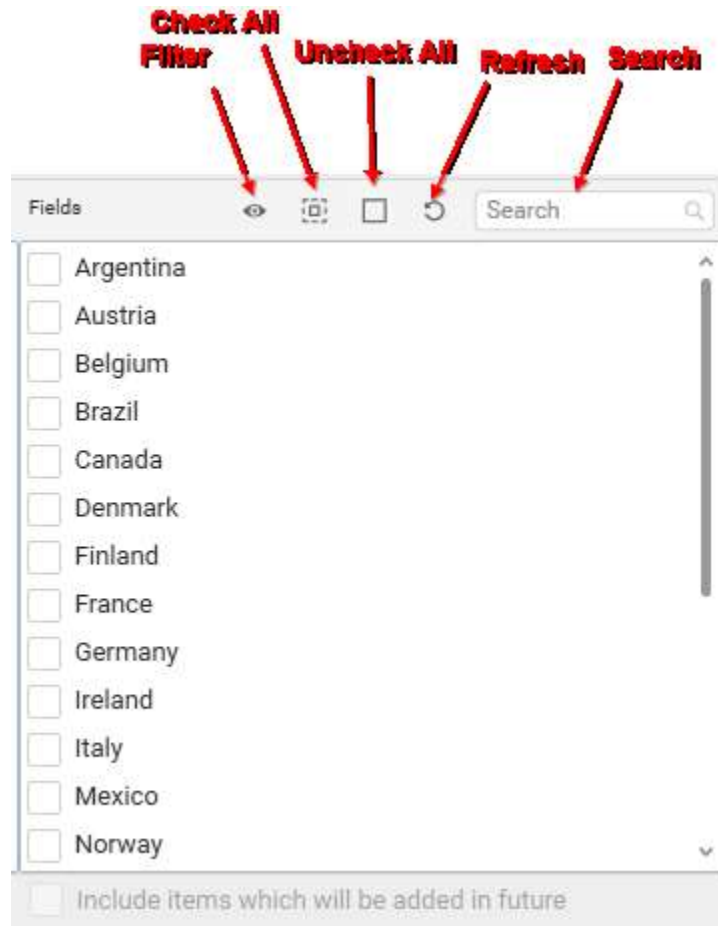 Check All
Filter
Uncheck All
Refresh
Search
Fields
Search
Argentina
Austria
Belgium
Brazil
Canada
Denmark
Finland
France
Germany
Ireland
Italy
Mexico
Norway
Include items which will be added in future